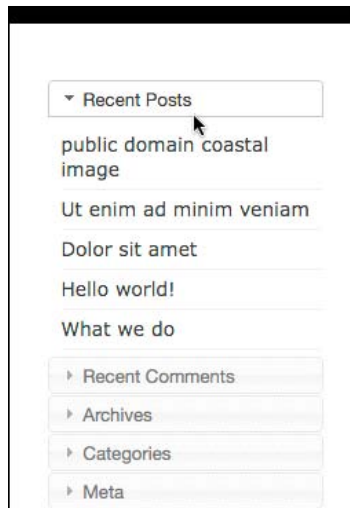 Recent Posts
public domain coastal
image
Ut enim ad minim veniam
Dolor sit amet
Hello world!
What we do
Recent Comments
Archives
Categories
Meta